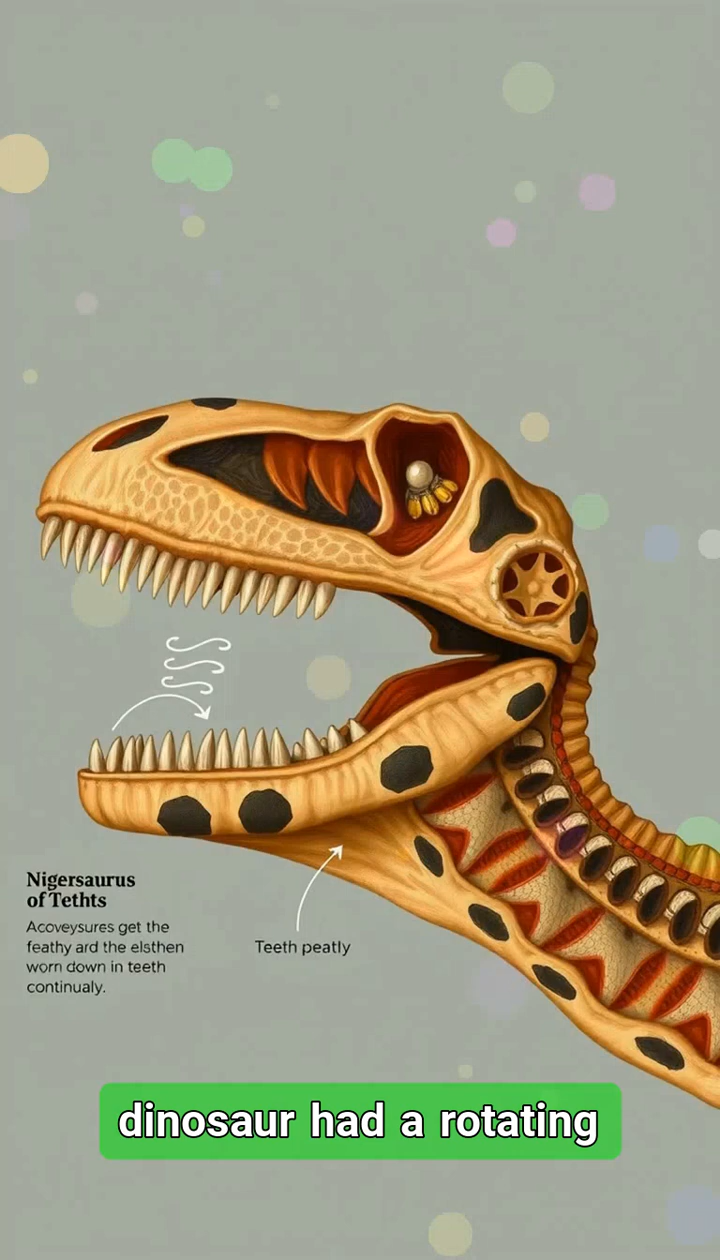 Nigersaurus
of Tethts
Acoveysures get the
feathy ard the elsthen
worn down in teeth
continualy.
Teeth peatly
dinosaur had a rotating